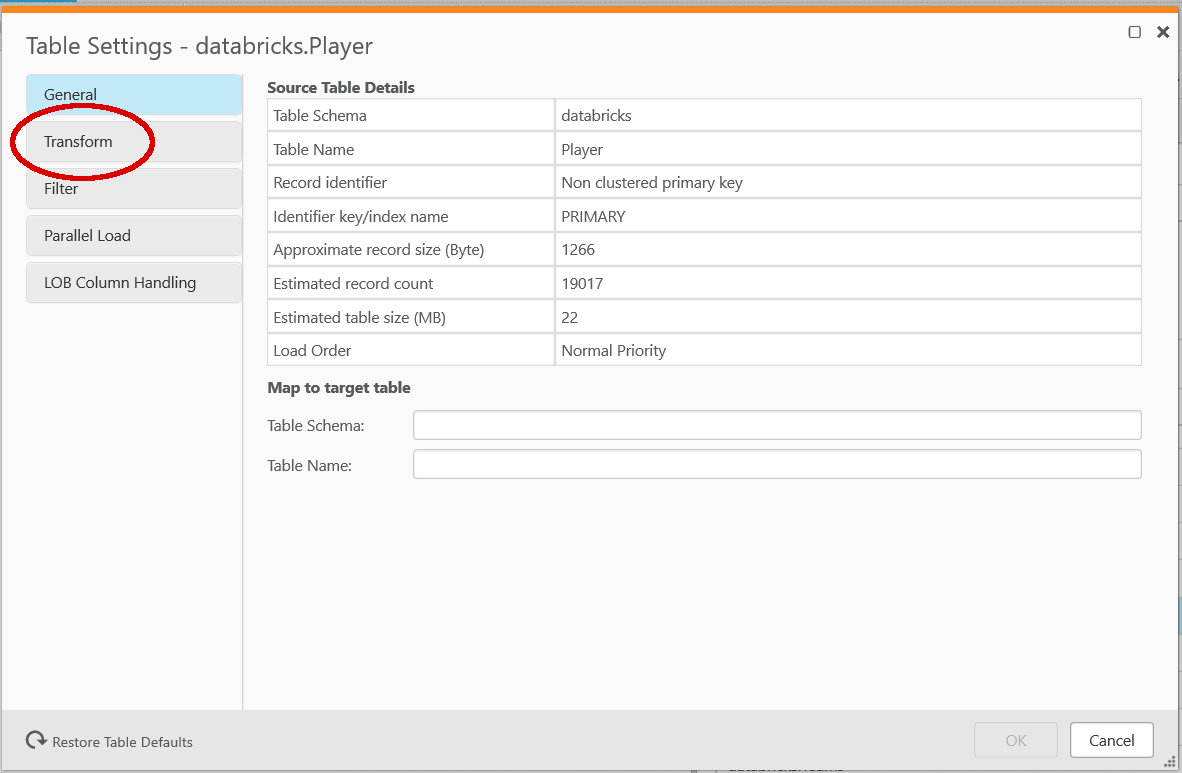 Table Settings - databricks.Player
General
Transform
Filter
Parallel Load
LOB Column Handling
Source Table Details
Table Schema databricks
Table Name Player
Record identifier Non clustered primary key
Identifier key/index name PRIMARY
Approximate record size (Byte) 1266
Estimated record count 19017
Estimated table size (MB) 22
Load Order Normal Priority
Map to target table
Table Schema:
Table Name:
Restore Table Defaults
OK
Cancel